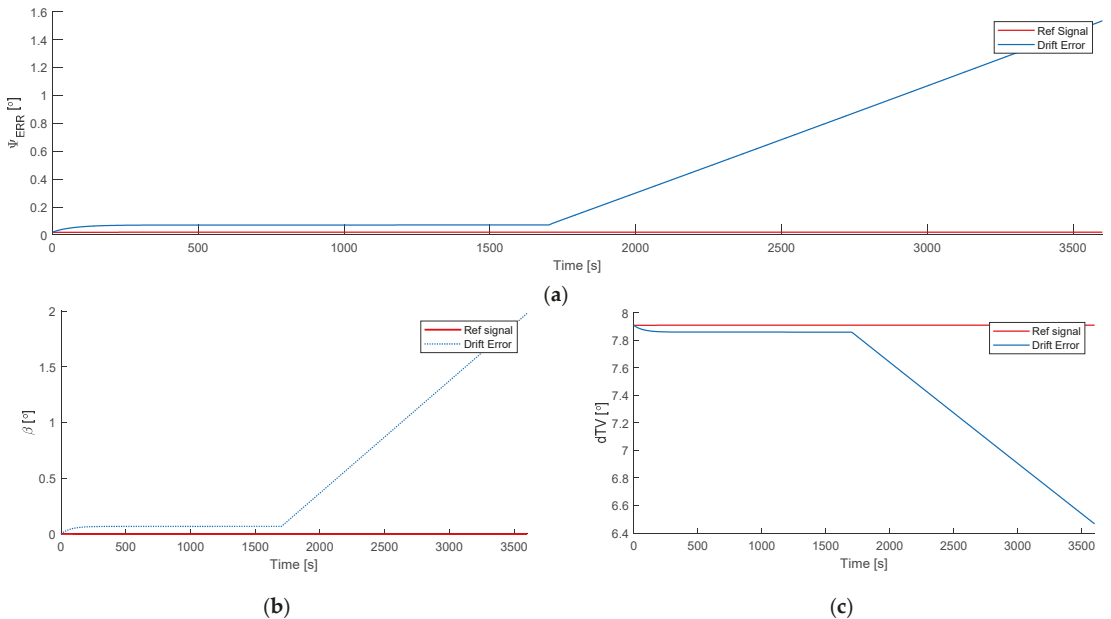 1.6
1.4
1.2
1
0.8
0.6
0.4
0.2
0
Ψ_ERR [°]
Ref Signal
Drift Error
500 1000 1500 2000 2500 3000 3500
0
Time [s]
(a)
2
1.5
1
0.5
0
β [°]
Ref signal
Drift Error
0 500 1000 1500 2000 2500 3000 3500
Time [s]
(b)
8
7.8
7.6
7.4
7.2
7
6.8
6.6
6.4
dTV [°]
Ref signal
Drift Error
0 500 1000 1500 2000 2500 3000 3500
Time [s]
(c)